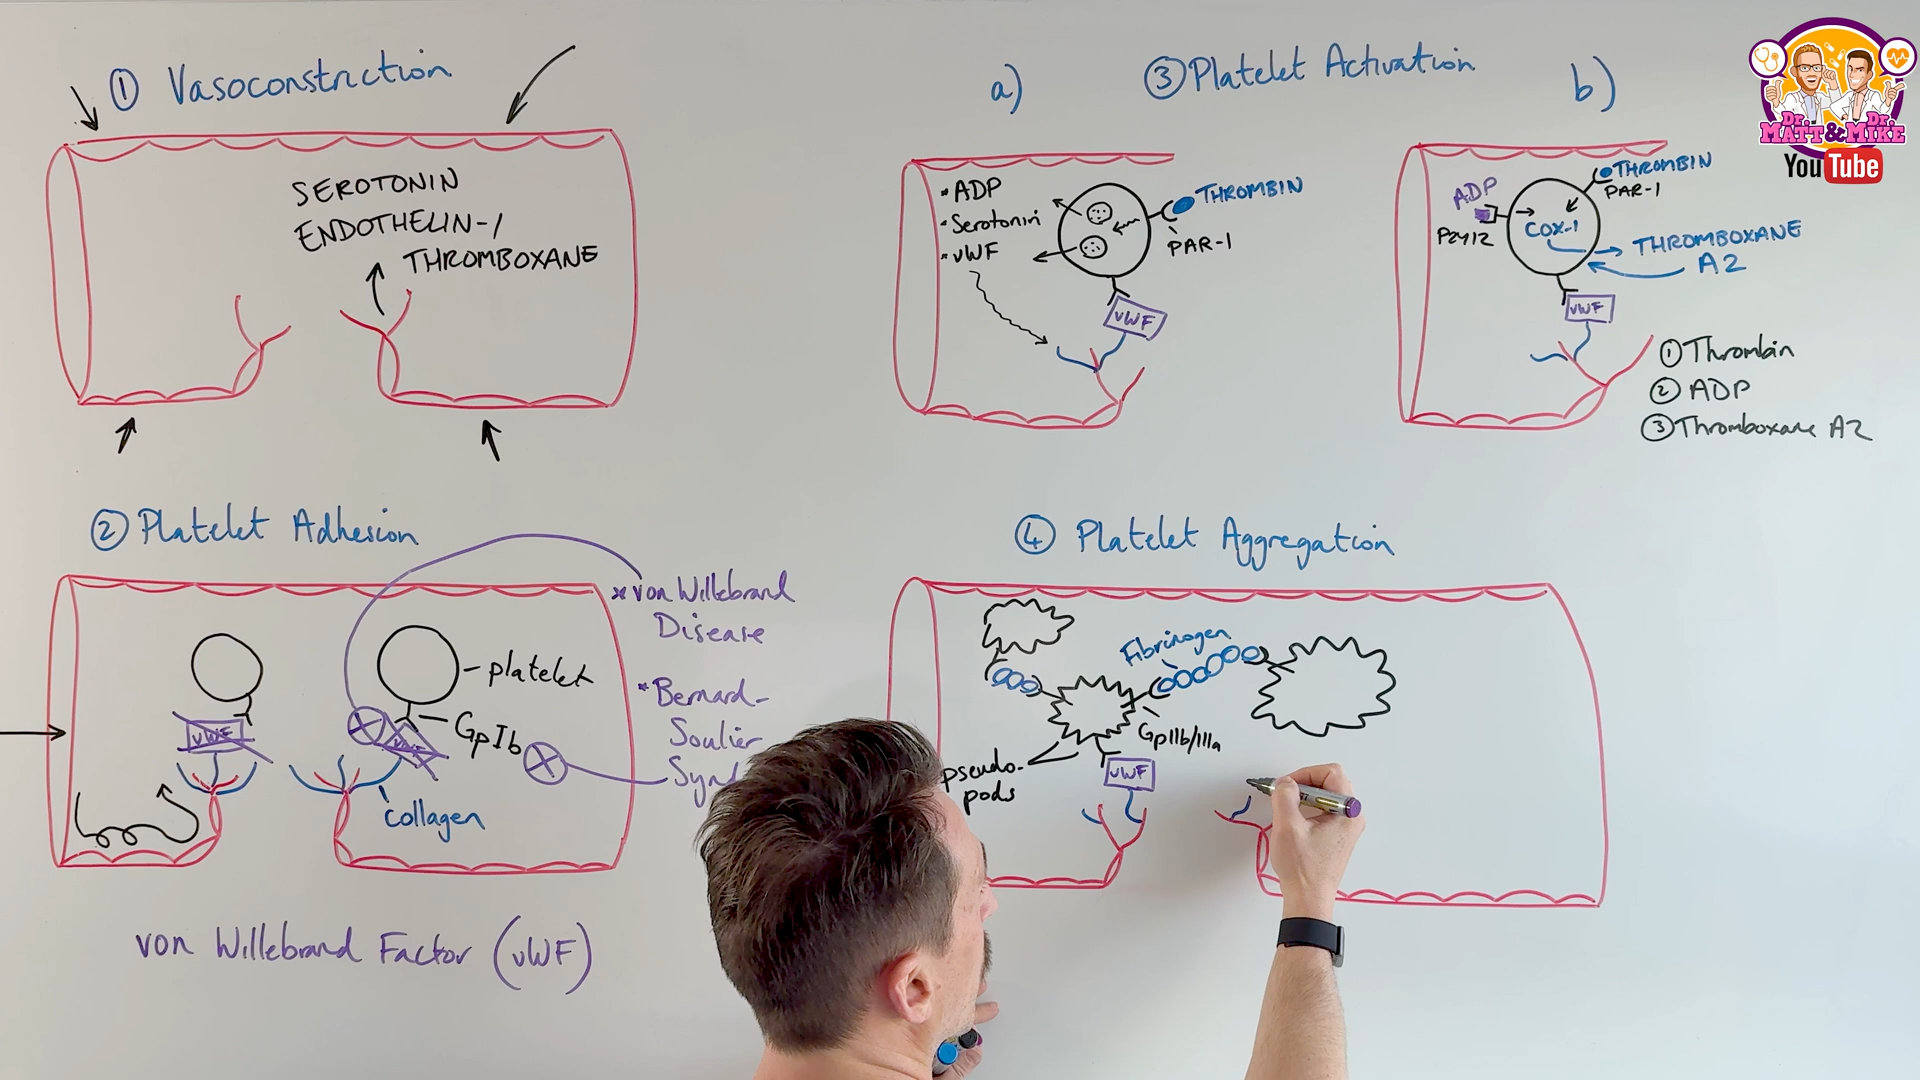 ① Vasoconstriction
SEROTONIN
ENDOTHELIN-1
THROMBOXANE
② Platelet Adhesion
platelet
GpIb
vWF
collagen
* von Willebrand
Disease
* Bernard-
Soulier
von Willebrand Factor (vWF)
③ Platelet Activation
a)
* ADP
* Serotonin
* vWF
THROMBIN
PAR-1
vWF
b)
THROMBIN
PAR-1
ADP
P2Y12
COX-1
THROMBOXANE
A2
vWF
① Thrombin
② ADP
③ Thromboxane A2
④ Platelet Aggregation
Fibrinogen
GpIIb/IIIa
pseudo-
pods
vWF
Dr. Dr.
MATT & MIKE
YouTube